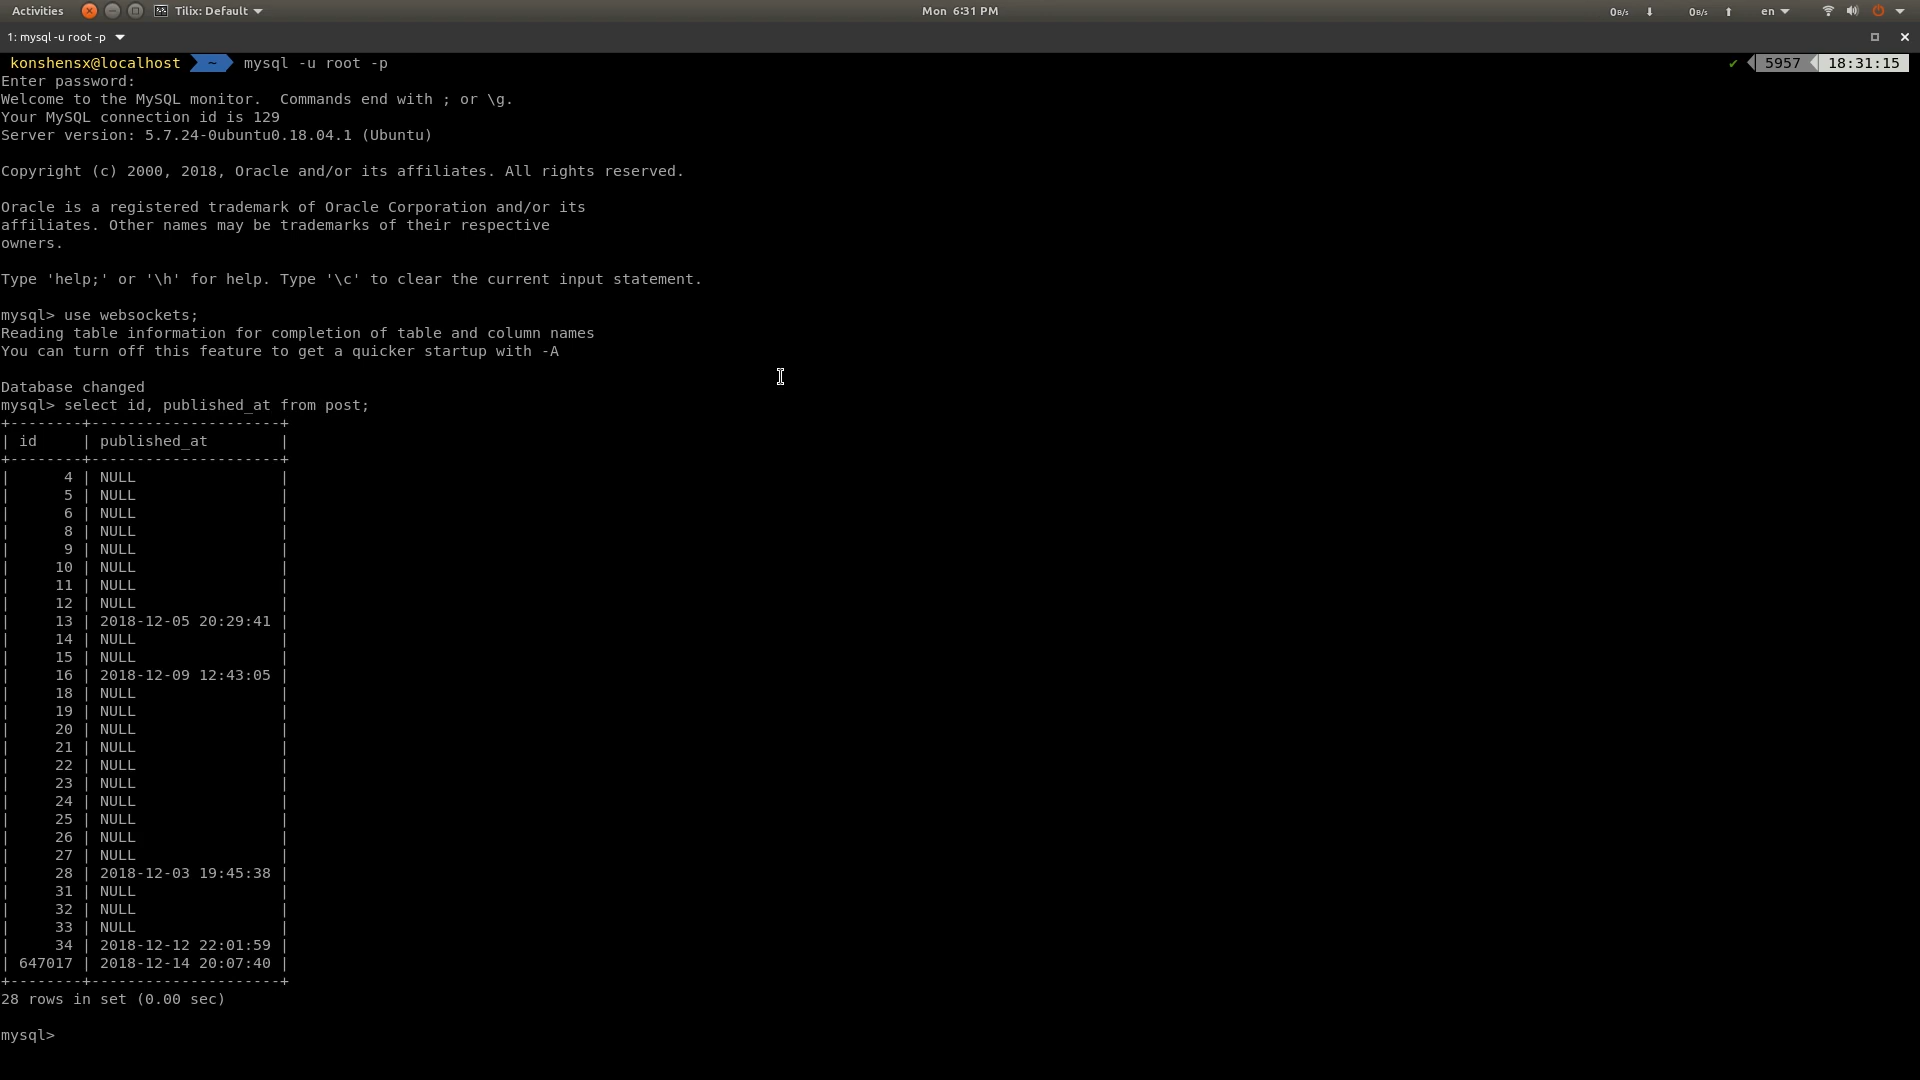 Activities Tilix: Default Mon 6:31 PM 0B/s 0B/s en
1: mysql -u root -p
konshensx@localhost ~ mysql -u root -p ✔ 5957 18:31:15
Enter password:
Welcome to the MySQL monitor.  Commands end with ; or \g.
Your MySQL connection id is 129
Server version: 5.7.24-0ubuntu0.18.04.1 (Ubuntu)

Copyright (c) 2000, 2018, Oracle and/or its affiliates. All rights reserved.

Oracle is a registered trademark of Oracle Corporation and/or its
affiliates. Other names may be trademarks of their respective
owners.

Type 'help;' or '\h' for help. Type '\c' to clear the current input statement.

mysql> use websockets;
Reading table information for completion of table and column names
You can turn off this feature to get a quicker startup with -A

Database changed
mysql> select id, published_at from post;
+--------+---------------------+
| id     | published_at        |
+--------+---------------------+
|      4 | NULL                |
|      5 | NULL                |
|      6 | NULL                |
|      8 | NULL                |
|      9 | NULL                |
|     10 | NULL                |
|     11 | NULL                |
|     12 | NULL                |
|     13 | 2018-12-05 20:29:41 |
|     14 | NULL                |
|     15 | NULL                |
|     16 | 2018-12-09 12:43:05 |
|     18 | NULL                |
|     19 | NULL                |
|     20 | NULL                |
|     21 | NULL                |
|     22 | NULL                |
|     23 | NULL                |
|     24 | NULL                |
|     25 | NULL                |
|     26 | NULL                |
|     27 | NULL                |
|     28 | 2018-12-03 19:45:38 |
|     31 | NULL                |
|     32 | NULL                |
|     33 | NULL                |
|     34 | 2018-12-12 22:01:59 |
| 647017 | 2018-12-14 20:07:40 |
+--------+---------------------+
28 rows in set (0.00 sec)

mysql>